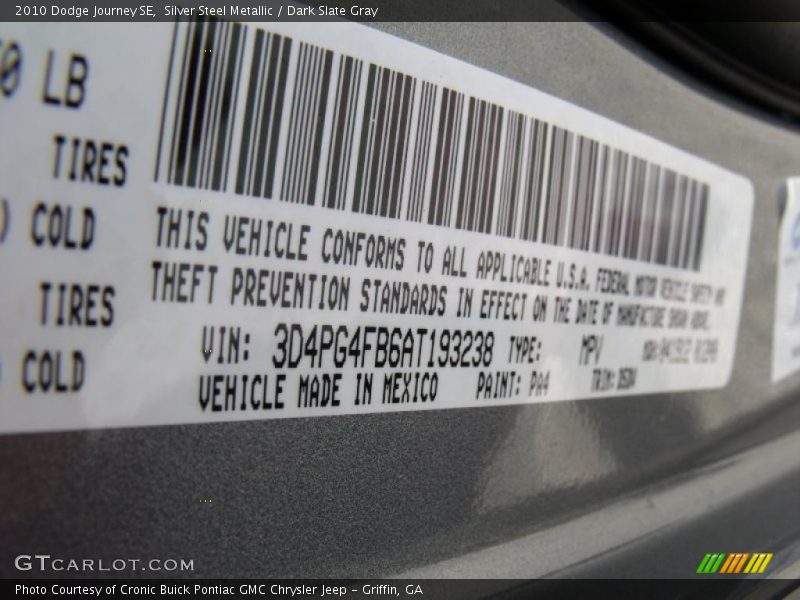 2010 Dodge Journey SE,  Silver Steel Metallic / Dark Slate Gray
0 LB
TIRES
THIS VEHICLE CONFORMS TO ALL APPLICABLE U.S.A. FEDERAL MOTOR VEHICLE SAFETY AND
) COLD
THEFT PREVENTION STANDARDS IN EFFECT ON THE DATE OF MANUFACTURE SHOWN ABOVE.
TIRES
VIN: 3D4PG4FB6AT193238 TYPE: MPV
COLD
VEHICLE MADE IN MEXICO PAINT: PA4 TRIM:
GTCARLOT.COM
Photo Courtesy of Cronic Buick Pontiac GMC Chrysler Jeep - Griffin, GA